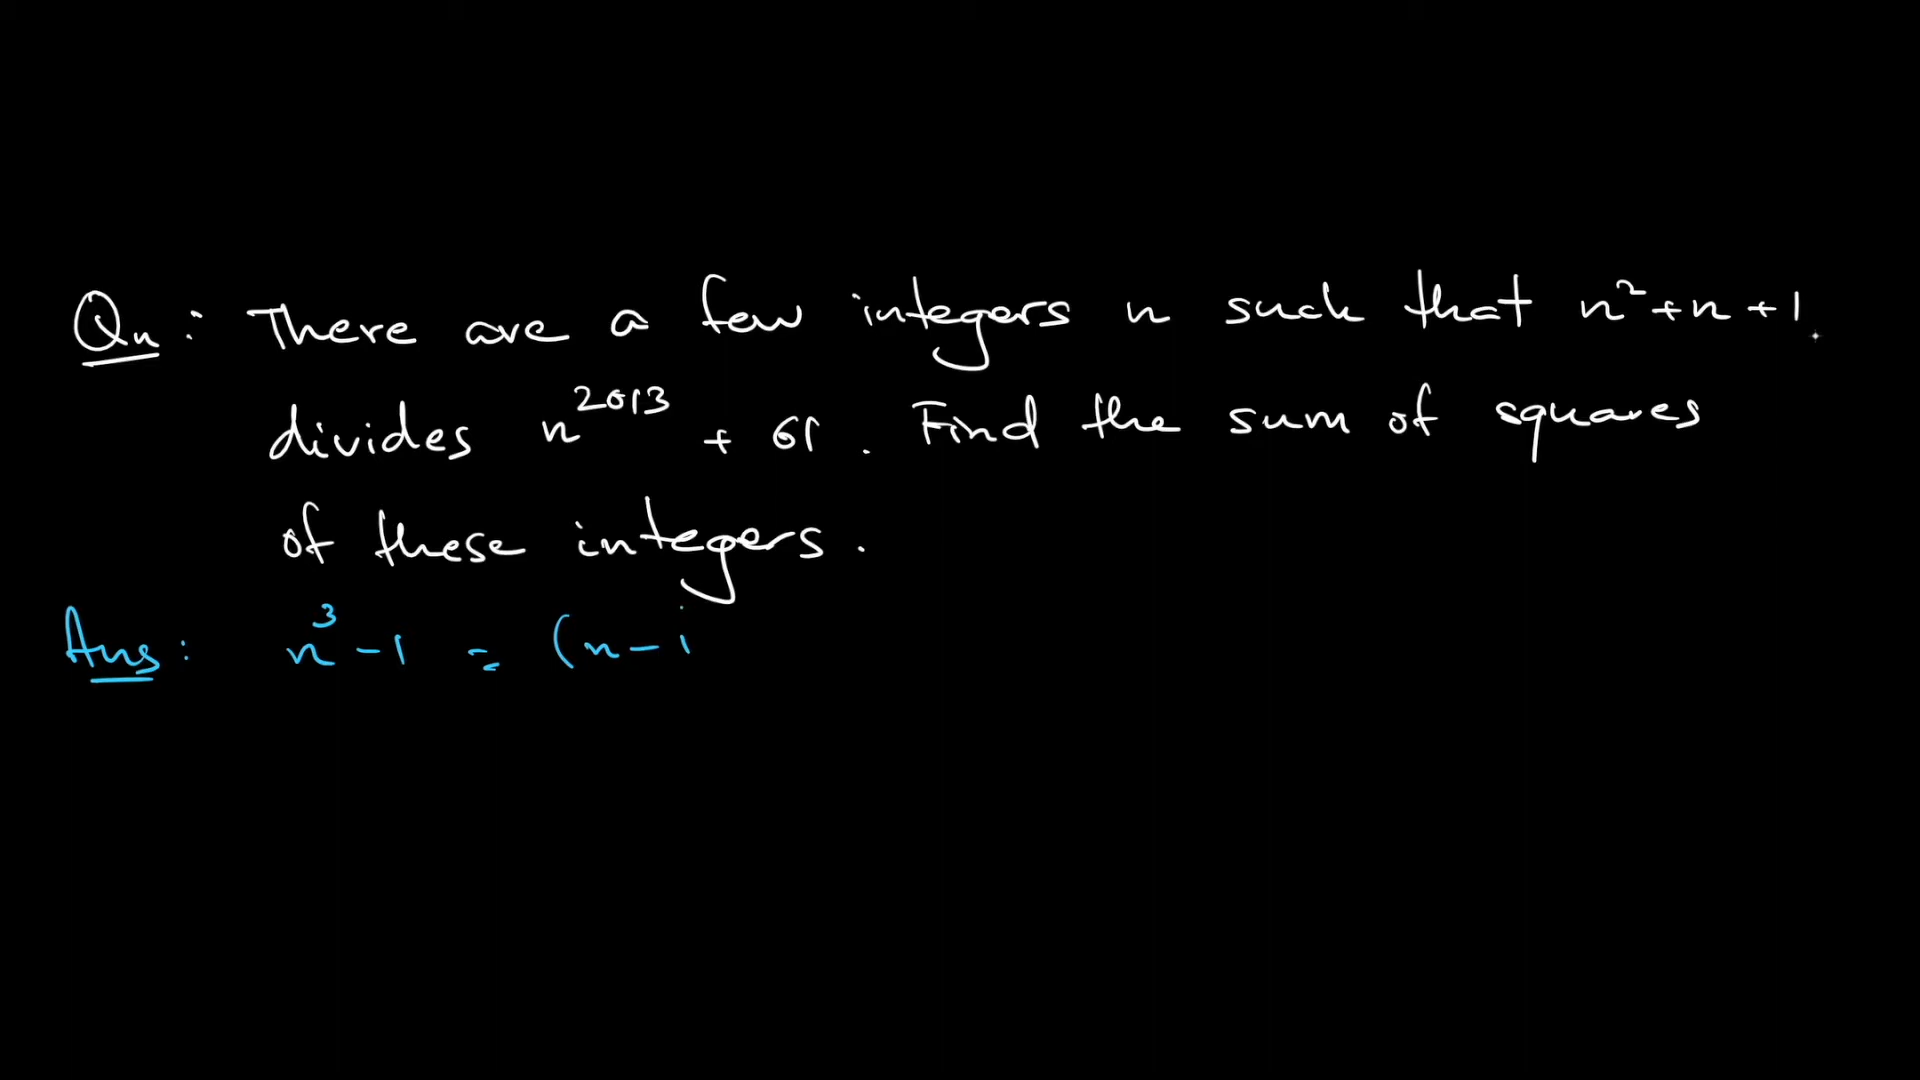 Qn: There are a few integers n such that n²+n+1
divides n²⁰¹³ + 61. Find the sum of squares
of these integers.
Ans: n³-1 = (n-1